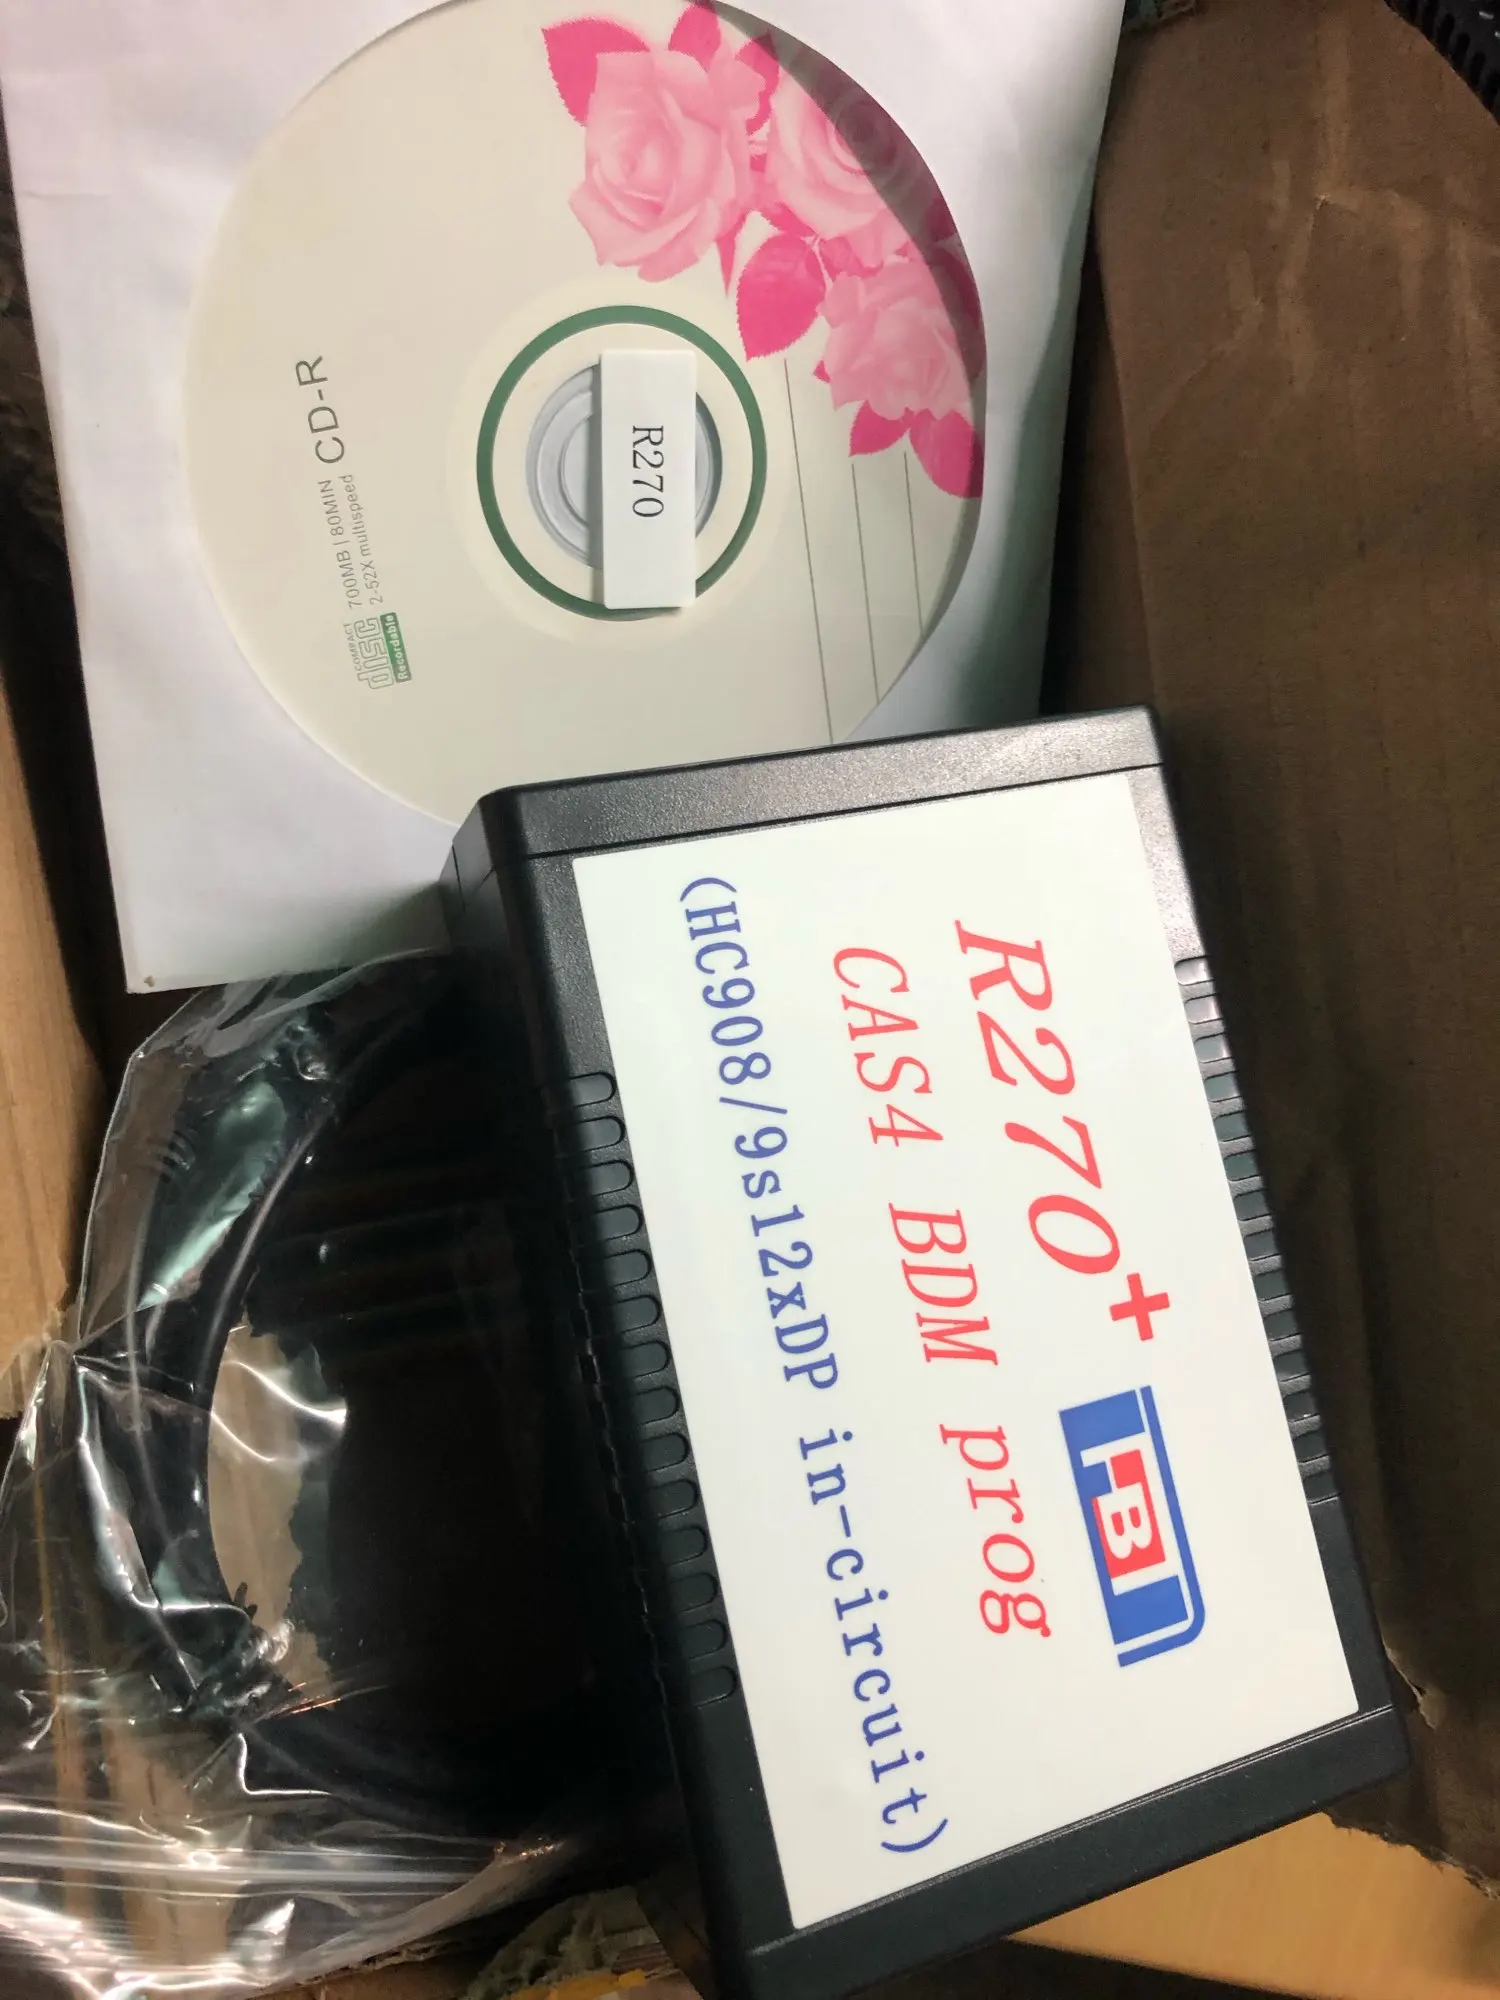 R270
CD-R
700MB | 80MIN
2-52X multispeed
COMPACT
disc
Recordable
R270+
CAS4 BDM prog
(HC908/9s12xDP in-circuit)